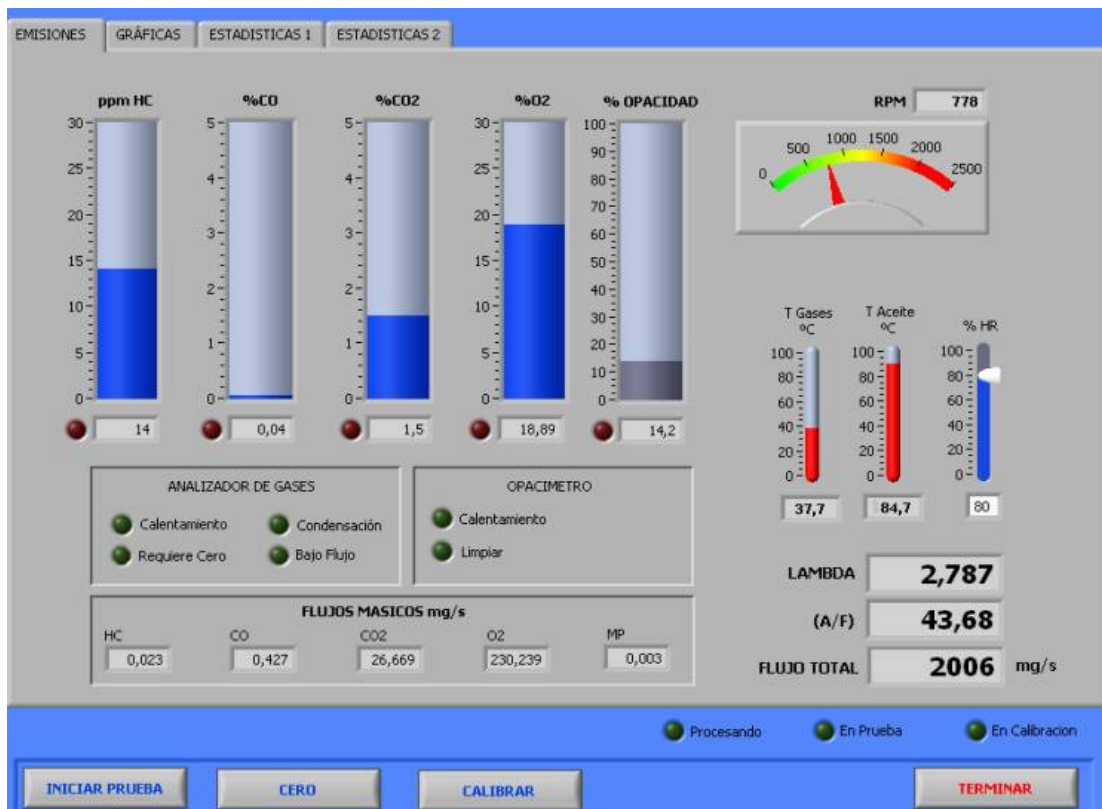 EMISIONES GRÁFICAS ESTADISTICAS 1 ESTADISTICAS 2
ppm HC %CO %CO2 %O2 % OPACIDAD RPM 778
30 5 5 30 100
25 4 4 25 90
20 3 3 20 80
15 2 2 15 70
10 1 1 10 60
5 0 0 5 50
0 0 40
30
20
10
0
0 500 1000 1500 2000 2500
14 0,04 1,5 18,89 14,2
T Gases T Aceite % HR
ºC ºC
100 100 100
80 80 80
60 60 60
40 40 40
20 20 20
0 0 0
37,7 84,7 80
ANALIZADOR DE GASES
Calentamiento Condensación
Requiere Cero Bajo Flujo
OPACIMETRO
Calentamiento
Limpiar
FLUJOS MASICOS mg/s
HC CO CO2 O2 MP
0,023 0,427 26,669 230,239 0,003
LAMBDA 2,787
(A/F) 43,68
FLUJO TOTAL 2006 mg/s
Procesando En Prueba En Calibracion
INICIAR PRUEBA CERO CALIBRAR TERMINAR